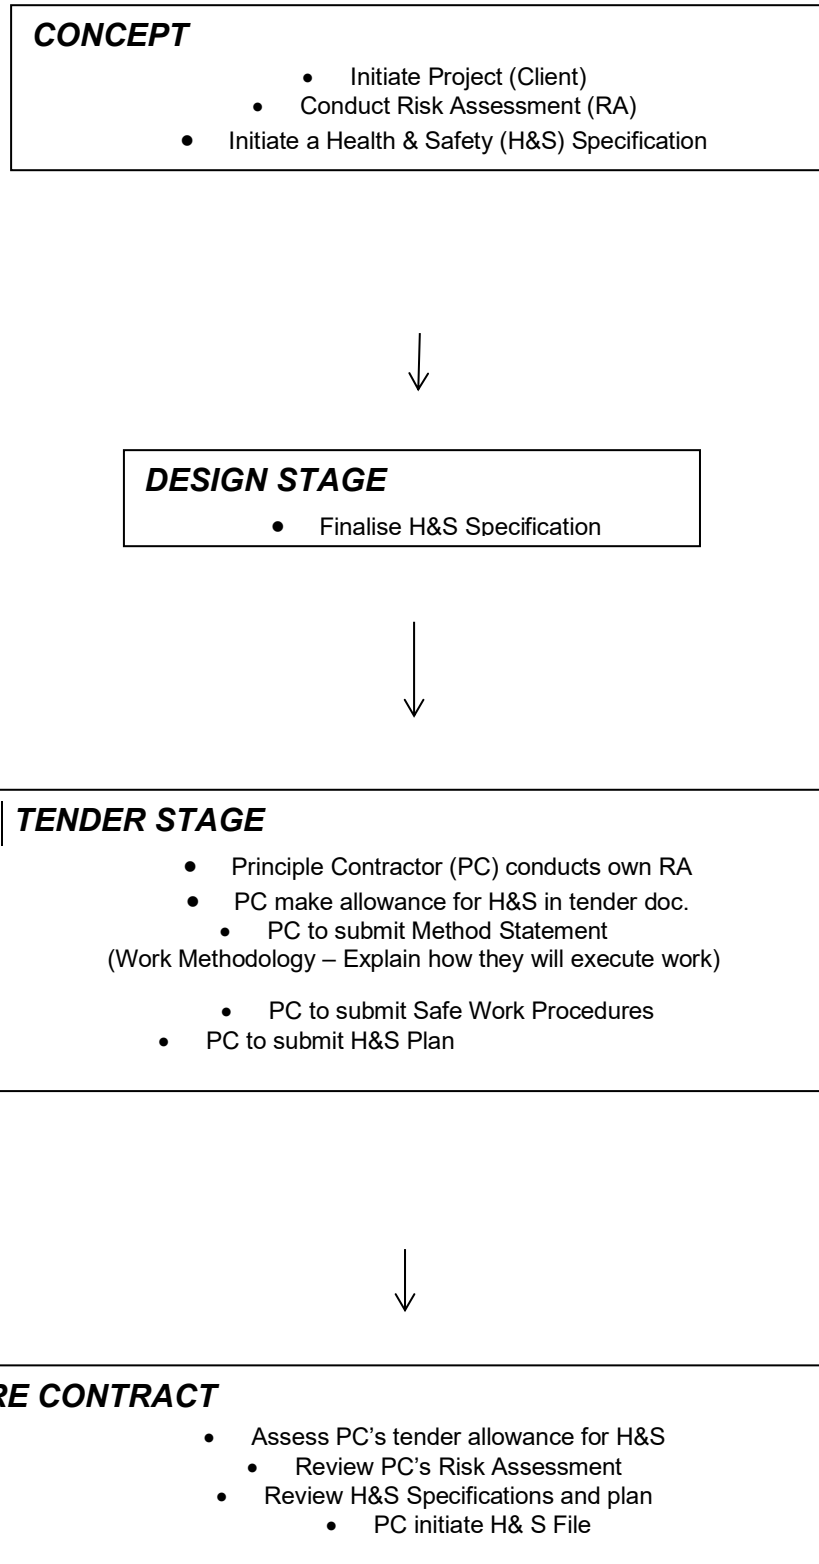 CONCEPT
• Initiate Project (Client)
• Conduct Risk Assessment (RA)
• Initiate a Health & Safety (H&S) Specification
DESIGN STAGE
• Finalise H&S Specification
TENDER STAGE
• Principle Contractor (PC) conducts own RA
• PC make allowance for H&S in tender doc.
• PC to submit Method Statement
(Work Methodology – Explain how they will execute work)
• PC to submit Safe Work Procedures
• PC to submit H&S Plan
RE CONTRACT
• Assess PC’s tender allowance for H&S
• Review PC’s Risk Assessment
• Review H&S Specifications and plan
• PC initiate H& S File